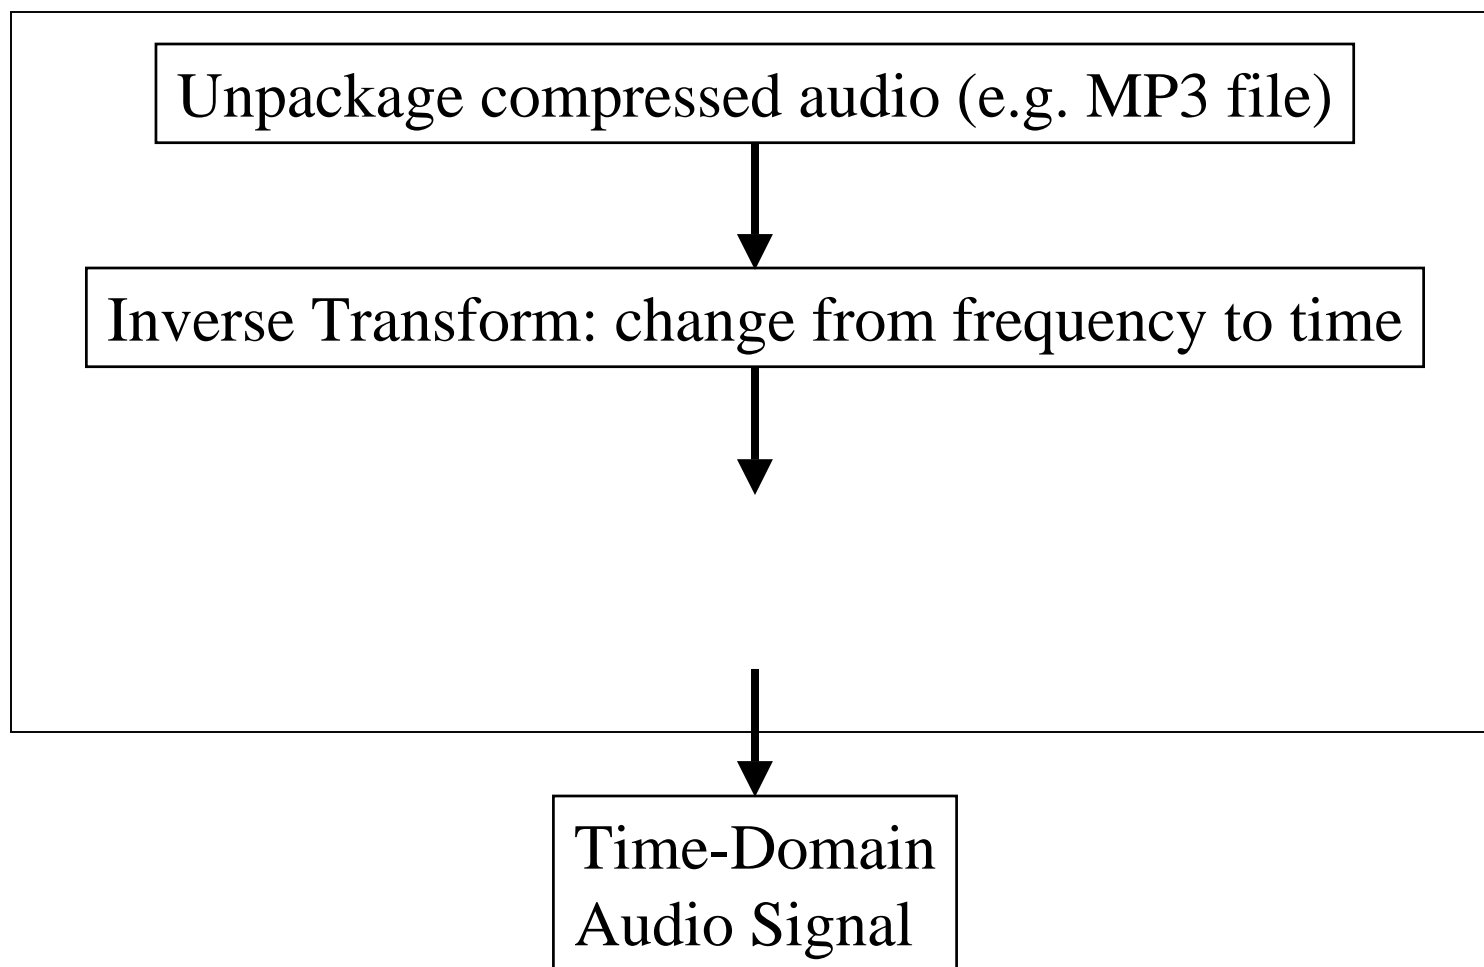 Unpackage compressed audio (e.g. MP3 file)
Inverse Transform: change from frequency to time
Time-Domain
Audio Signal